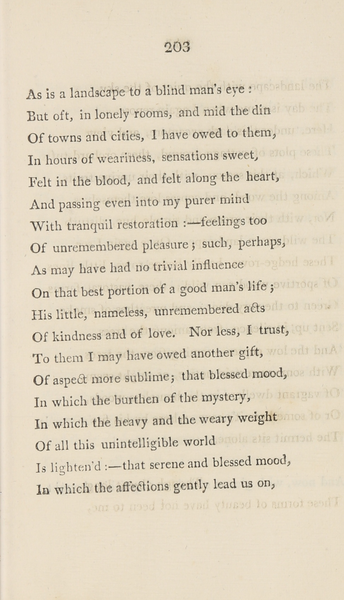 203
As is a landscape to a blind man's eye :
But oft, in lonely rooms, and mid the din
Of towns and cities, I have owed to them,
In hours of weariness, sensations sweet,
Felt in the blood, and felt along the heart,
And passing even into my purer mind
With tranquil restoration :—feelings too
Of unremembered pleasure ; such, perhaps,
As may have had no trivial influence
On that best portion of a good man's life ;
His little, nameless, unremembered acts
Of kindness and of love. Nor less, I trust,
To them I may have owed another gift,
Of aspect more sublime ; that blessed mood,
In which the burthen of the mystery,
In which the heavy and the weary weight
Of all this unintelligible world
Is lighten'd :—that serene and blessed mood,
In which the affections gently lead us on,